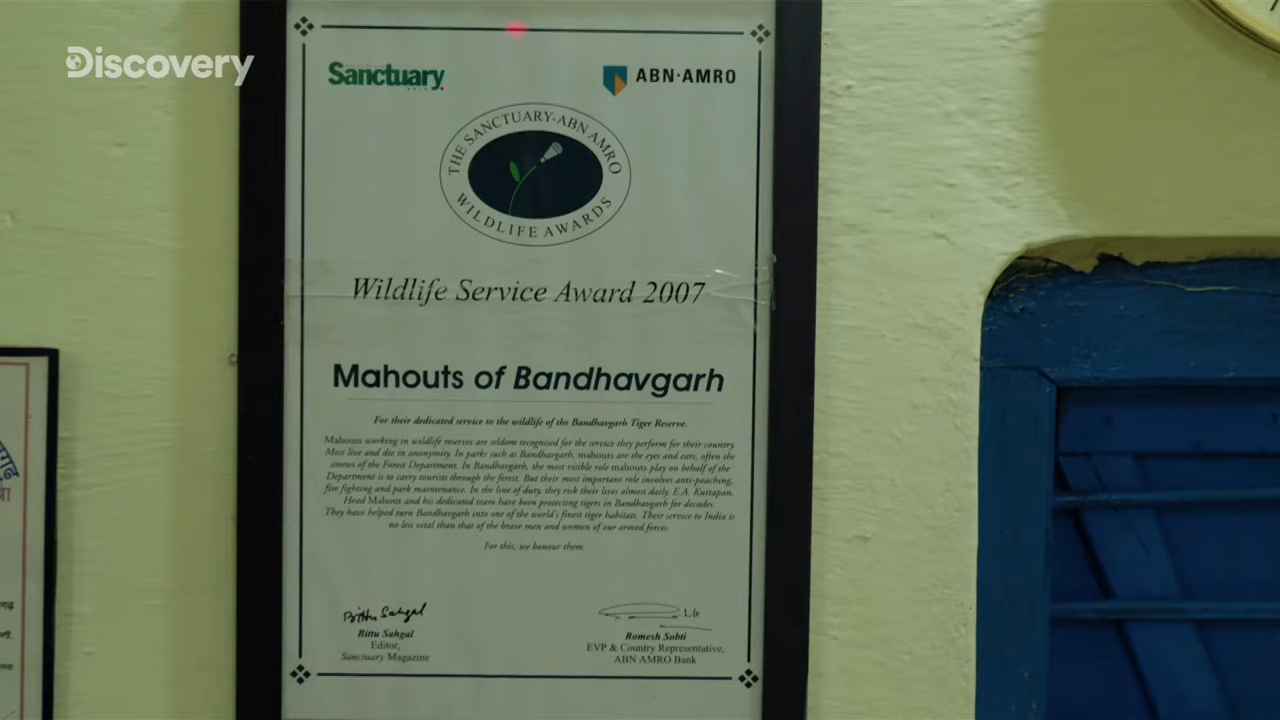 Discovery
Sanctuary
ABN·AMRO
THE SANCTUARY-ABN AMRO
WILDLIFE AWARDS
Wildlife Service Award 2007
Mahouts of Bandhavgarh
For their dedicated service to the wildlife of the Bandhavgarh Tiger Reserve.
Mahouts working in wildlife reserves are seldom recognised for the service they perform for their country.
Most live and die in anonymity. In parks such as Bandhavgarh, mahouts are the eyes and ears, often the
sinews of the Forest Department. In Bandhavgarh, the most visible role mahouts play on behalf of the
Department is to carry tourists through the forest. But their most important role involves anti-poaching,
fire fighting and park maintenance. In the line of duty, they risk their lives almost daily. E.A. Kuttapan,
Head Mahout and his dedicated team have been protecting tigers in Bandhavgarh for decades.
They have helped turn Bandhavgarh into one of the world's finest tiger habitats. Their service to India is
no less vital than that of the brave men and women of our armed forces.
For this, we honour them.
Bittu Sahgal
Bittu Sahgal
Editor,
Sanctuary Magazine
Romesh Sobti
EVP & Country Representative,
ABN AMRO Bank